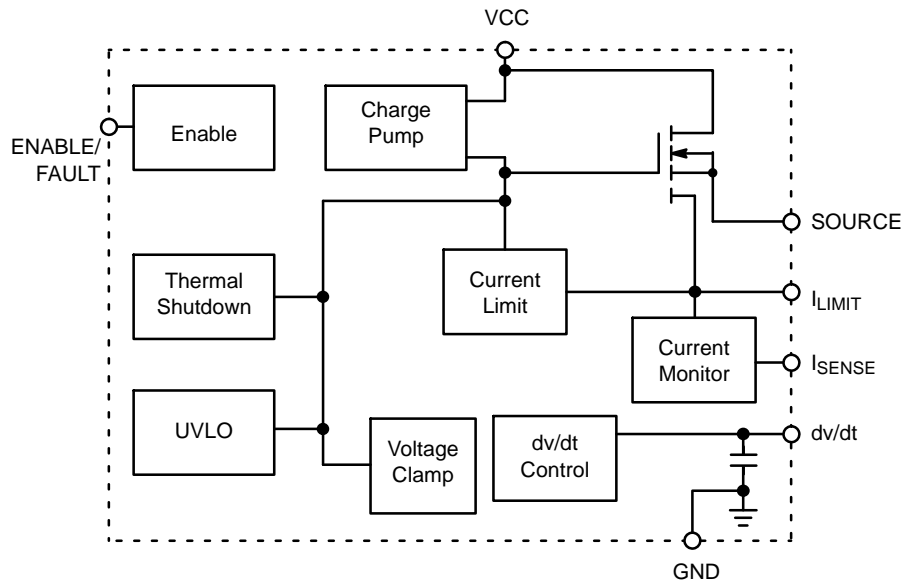 VCC
ENABLE/
FAULT
Enable
Charge
Pump
SOURCE
Thermal
Shutdown
Current
Limit
ILIMIT
Current
Monitor
ISENSE
UVLO
Voltage
Clamp
dv/dt
Control
dv/dt
GND